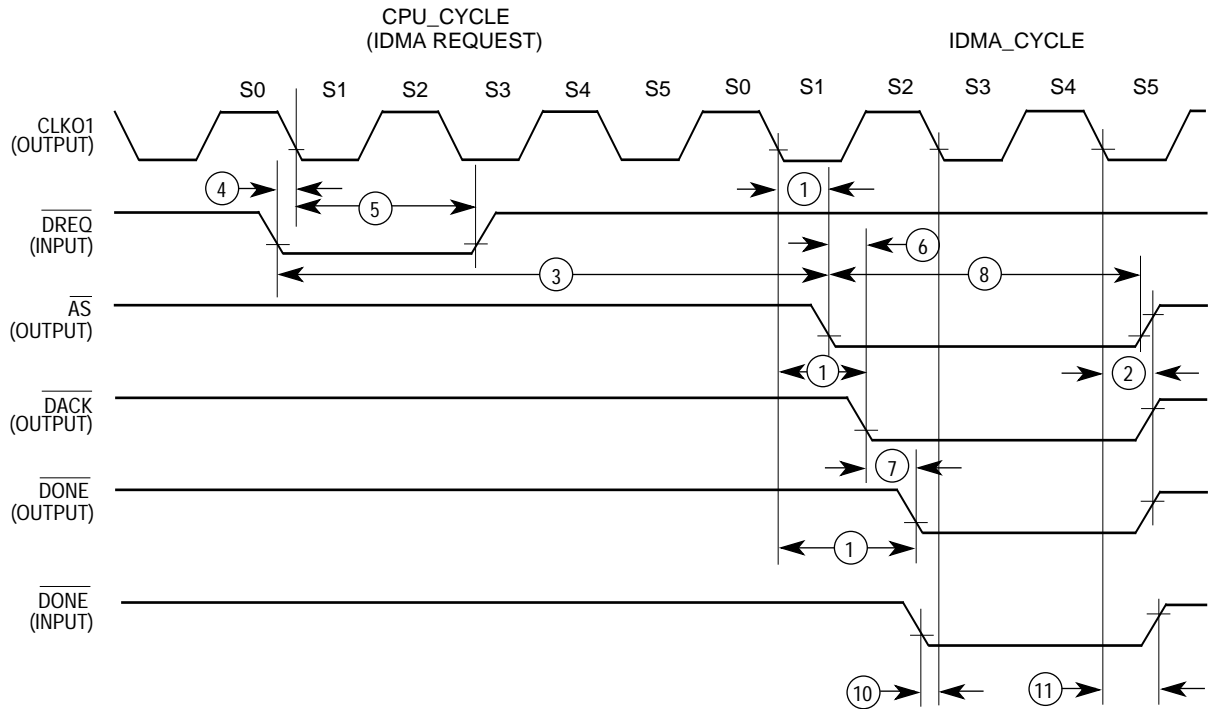 CPU_CYCLE
(IDMA REQUEST)
IDMA_CYCLE
S0 S1 S2 S3 S4 S5 S0 S1 S2 S3 S4 S5
CLKO1
(OUTPUT)
4
5
1
DREQ
(INPUT)
6
3
8
AS
(OUTPUT)
1
2
DACK
(OUTPUT)
7
DONE
(OUTPUT)
1
DONE
(INPUT)
10
11